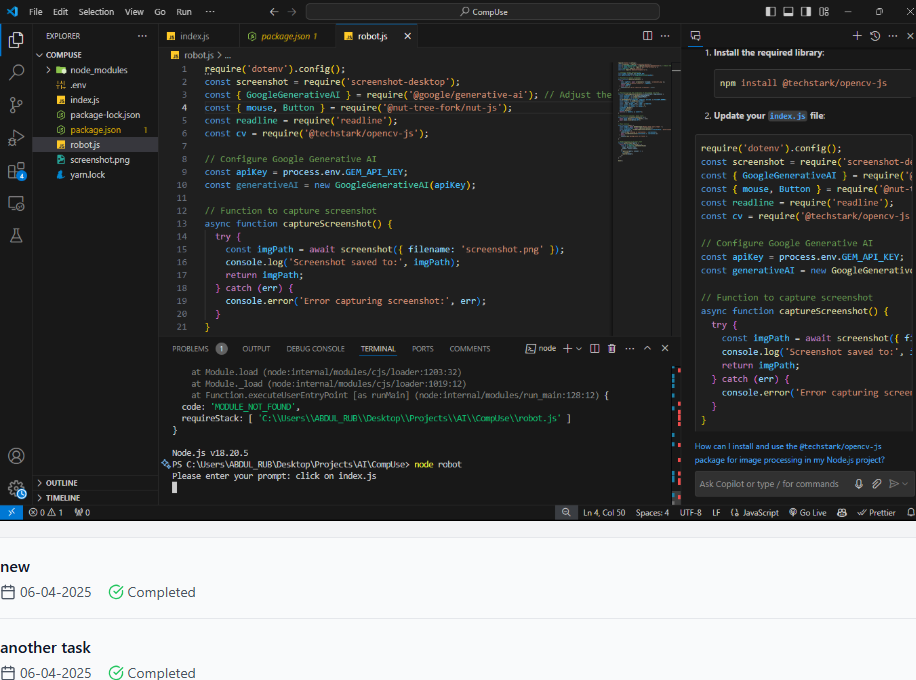 File Edit Selection View Go Run ··· CompUse
EXPLORER ···
COMPUSE
node_modules
.env
index.js
package-lock.json
package.json 1
robot.js
screenshot.png
yarn.lock
OUTLINE
TIMELINE
4
index.js package.json 1 robot.js
robot.js > ...
1 require('dotenv').config();
2 const screenshot = require('screenshot-desktop');
3 const { GoogleGenerativeAI } = require('@google/generative-ai'); // Adjust the
4 const { mouse, Button } = require('@nut-tree-fork/nut-js');
5 const readline = require('readline');
6 const cv = require('@techstark/opencv-js');
7
8 // Configure Google Generative AI
9 const apiKey = process.env.GEM_API_KEY;
10 const generativeAI = new GoogleGenerativeAI(apiKey);
11
12 // Function to capture screenshot
13 async function captureScreenshot() {
14 try {
15 const imgPath = await screenshot({ filename: 'screenshot.png' });
16 console.log('Screenshot saved to:', imgPath);
17 return imgPath;
18 } catch (err) {
19 console.error('Error capturing screenshot:', err);
20 }
21 }
PROBLEMS 1 OUTPUT DEBUG CONSOLE TERMINAL PORTS COMMENTS node
at Module.load (node:internal/modules/cjs/loader:1203:32)
at Module._load (node:internal/modules/cjs/loader:1019:12)
at Function.executeUserEntryPoint [as runMain] (node:internal/modules/run_main:128:12) {
code: 'MODULE_NOT_FOUND',
requireStack: [ 'C:\\Users\\ABDUL_RUB\\Desktop\\Projects\\AI\\CompUse\\robot.js' ]
}
Node.js v18.20.5
PS C:\Users\ABDUL_RUB\Desktop\Projects\AI\CompUse> node robot
Please enter your prompt: click on index.js
1. Install the required library:
npm install @techstark/opencv-js
2. Update your index.js file:
require('dotenv').config();
const screenshot = require('screenshot-de
const { GoogleGenerativeAI } = require('@
const { mouse, Button } = require('@nut-t
const readline = require('readline');
const cv = require('@techstark/opencv-js
// Configure Google Generative AI
const apiKey = process.env.GEM_API_KEY;
const generativeAI = new GoogleGenerative
// Function to capture screenshot
async function captureScreenshot() {
try {
const imgPath = await screenshot({ f
console.log('Screenshot saved to:',
return imgPath;
} catch (err) {
console.error('Error capturing screen
}
}
How can I install and use the @techstark/opencv-js
package for image processing in my Node.js project?
Ask Copilot or type / for commands
0 1 0 Ln 4, Col 50 Spaces: 4 UTF-8 LF JavaScript Go Live Prettier
new
06-04-2025 Completed
another task
06-04-2025 Completed